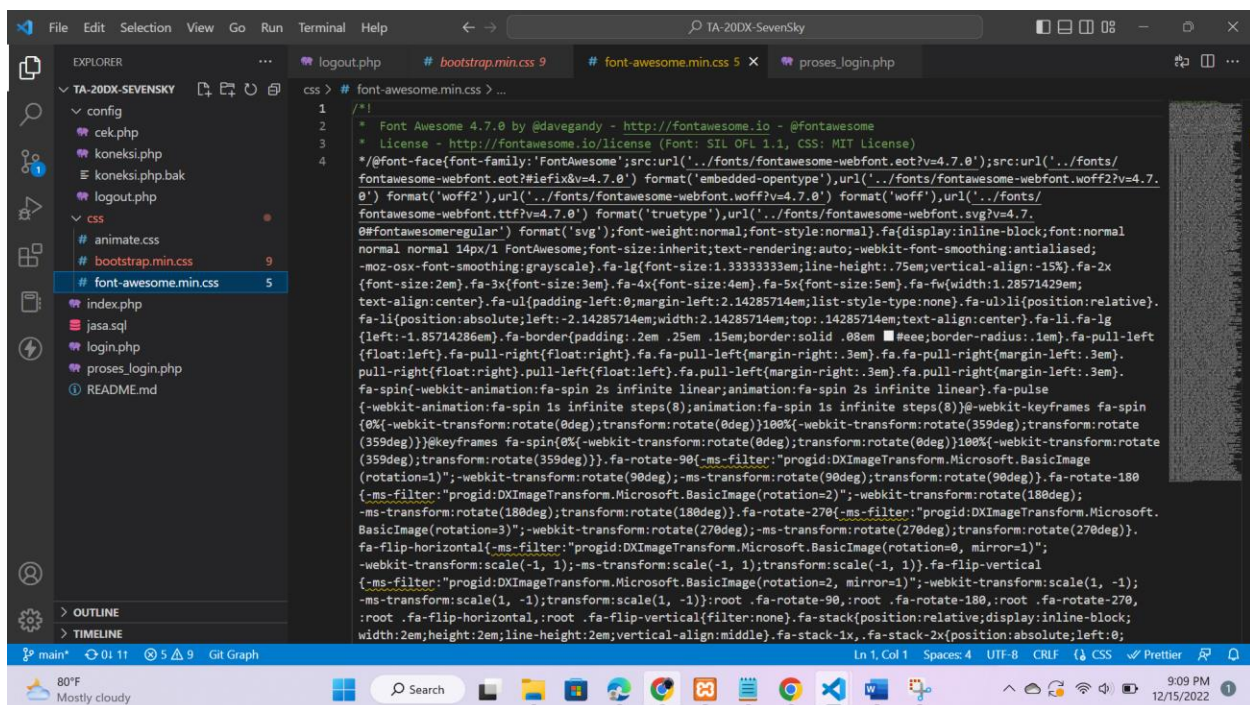 File Edit Selection View Go Run Terminal Help
TA-20DX-SevenSky
EXPLORER
TA-20DX-SEVENSKY
config
cek.php
koneksi.php
koneksi.php.bak
logout.php
css
animate.css
bootstrap.min.css 9
font-awesome.min.css 5
index.php
jasa.sql
login.php
proses_login.php
README.md
OUTLINE
TIMELINE
logout.php # bootstrap.min.css 9 # font-awesome.min.css 5 proses_login.php
css > # font-awesome.min.css > ...
1 /*!
2 * Font Awesome 4.7.0 by @davegandy - http://fontawesome.io - @fontawesome
3 * License - http://fontawesome.io/license (Font: SIL OFL 1.1, CSS: MIT License)
4 */@font-face{font-family:'FontAwesome';src:url('../fonts/fontawesome-webfont.eot?v=4.7.0');src:url('../fonts/
fontawesome-webfont.eot?#iefix&v=4.7.0') format('embedded-opentype'),url('../fonts/fontawesome-webfont.woff2?v=4.7.
0') format('woff2'),url('../fonts/fontawesome-webfont.woff?v=4.7.0') format('woff'),url('../fonts/
fontawesome-webfont.ttf?v=4.7.0') format('truetype'),url('../fonts/fontawesome-webfont.svg?v=4.7.
0#fontawesomeregular') format('svg');font-weight:normal;font-style:normal}.fa{display:inline-block;font:normal
normal normal 14px/1 FontAwesome;font-size:inherit;text-rendering:auto;-webkit-font-smoothing:antialiased;
-moz-osx-font-smoothing:grayscale}.fa-lg{font-size:1.33333333em;line-height:.75em;vertical-align:-15%}.fa-2x
{font-size:2em}.fa-3x{font-size:3em}.fa-4x{font-size:4em}.fa-5x{font-size:5em}.fa-fw{width:1.28571429em;
text-align:center}.fa-ul{padding-left:0;margin-left:2.14285714em;list-style-type:none}.fa-ul>li{position:relative}.
fa-li{position:absolute;left:-2.14285714em;width:2.14285714em;top:.14285714em;text-align:center}.fa-li.fa-lg
{left:-1.85714286em}.fa-border{padding:.2em .25em .15em;border:solid .08em #eee;border-radius:.1em}.fa-pull-left
{float:left}.fa-pull-right{float:right}.fa.fa-pull-left{margin-right:.3em}.fa.fa-pull-right{margin-left:.3em}.
pull-right{float:right}.pull-left{float:left}.fa.pull-left{margin-right:.3em}.fa.pull-right{margin-left:.3em}.
fa-spin{-webkit-animation:fa-spin 2s infinite linear;animation:fa-spin 2s infinite linear}.fa-pulse
{-webkit-animation:fa-spin 1s infinite steps(8);animation:fa-spin 1s infinite steps(8)}@-webkit-keyframes fa-spin
{0%{-webkit-transform:rotate(0deg);transform:rotate(0deg)}100%{-webkit-transform:rotate(359deg);transform:rotate
(359deg)}}@keyframes fa-spin{0%{-webkit-transform:rotate(0deg);transform:rotate(0deg)}100%{-webkit-transform:rotate
(359deg);transform:rotate(359deg)}}.fa-rotate-90{-ms-filter:"progid:DXImageTransform.Microsoft.BasicImage
(rotation=1)";-webkit-transform:rotate(90deg);-ms-transform:rotate(90deg);transform:rotate(90deg)}.fa-rotate-180
{-ms-filter:"progid:DXImageTransform.Microsoft.BasicImage(rotation=2)";-webkit-transform:rotate(180deg);
-ms-transform:rotate(180deg);transform:rotate(180deg)}.fa-rotate-270{-ms-filter:"progid:DXImageTransform.Microsoft.
BasicImage(rotation=3)";-webkit-transform:rotate(270deg);-ms-transform:rotate(270deg);transform:rotate(270deg)}.
fa-flip-horizontal{-ms-filter:"progid:DXImageTransform.Microsoft.BasicImage(rotation=0, mirror=1)";
-webkit-transform:scale(-1, 1);-ms-transform:scale(-1, 1);transform:scale(-1, 1)}.fa-flip-vertical
{-ms-filter:"progid:DXImageTransform.Microsoft.BasicImage(rotation=2, mirror=1)";-webkit-transform:scale(1, -1);
-ms-transform:scale(1, -1);transform:scale(1, -1)}:root .fa-rotate-90,:root .fa-rotate-180,:root .fa-rotate-270,
:root .fa-flip-horizontal,:root .fa-flip-vertical{filter:none}.fa-stack{position:relative;display:inline-block;
width:2em;height:2em;line-height:2em;vertical-align:middle}.fa-stack-1x,.fa-stack-2x{position:absolute;left:0;
main* 0↓ 1↑ 5 9 Git Graph
Ln 1, Col 1 Spaces: 4 UTF-8 CRLF CSS Prettier
80°F
Mostly cloudy
Search
9:09 PM
12/15/2022
1